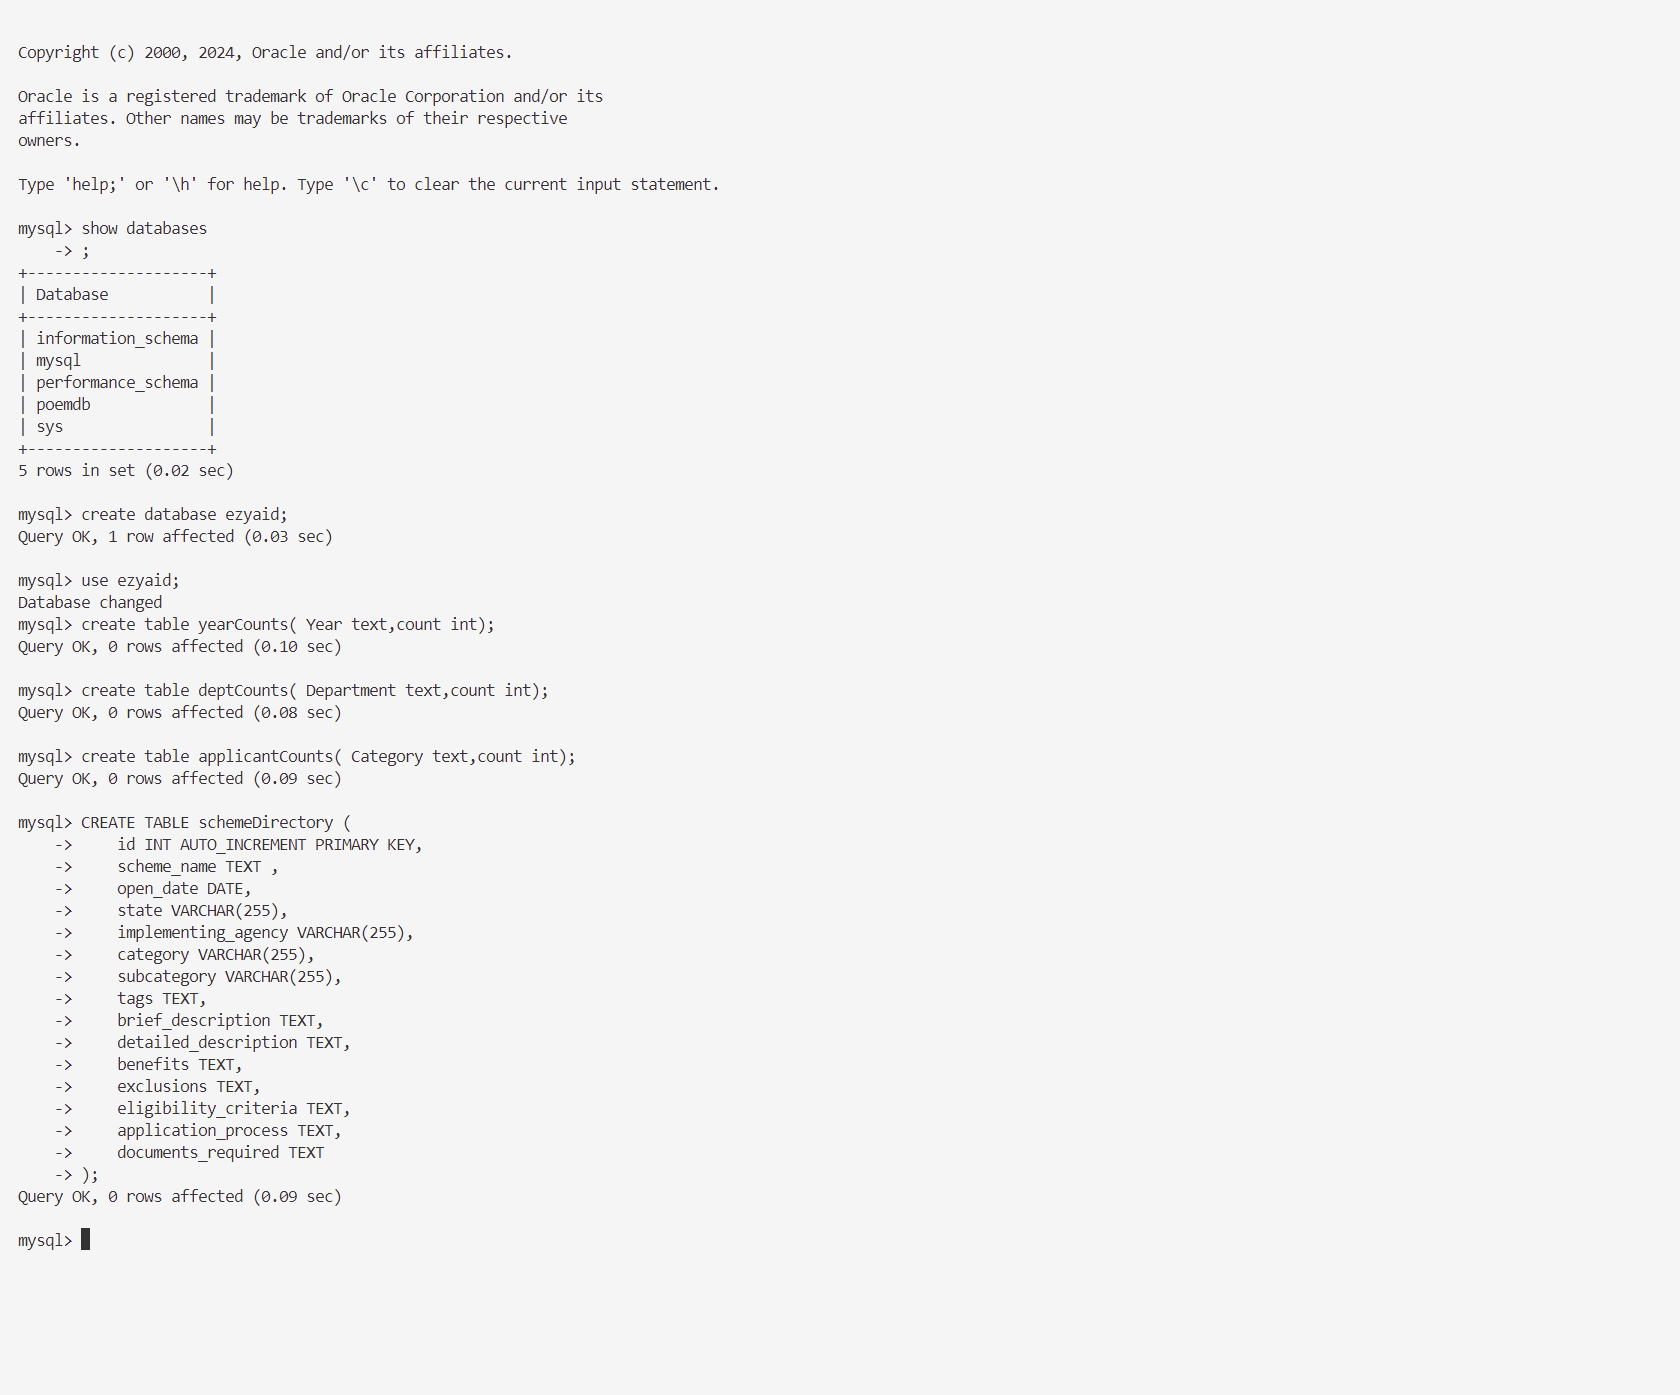 Copyright (c) 2000, 2024, Oracle and/or its affiliates.

Oracle is a registered trademark of Oracle Corporation and/or its
affiliates. Other names may be trademarks of their respective
owners.

Type 'help;' or '\h' for help. Type '\c' to clear the current input statement.

mysql> show databases
    -> ;
+--------------------+
| Database           |
+--------------------+
| information_schema |
| mysql              |
| performance_schema |
| poemdb             |
| sys                |
+--------------------+
5 rows in set (0.02 sec)

mysql> create database ezyaid;
Query OK, 1 row affected (0.03 sec)

mysql> use ezyaid;
Database changed
mysql> create table yearCounts( Year text,count int);
Query OK, 0 rows affected (0.10 sec)

mysql> create table deptCounts( Department text,count int);
Query OK, 0 rows affected (0.08 sec)

mysql> create table applicantCounts( Category text,count int);
Query OK, 0 rows affected (0.09 sec)

mysql> CREATE TABLE schemeDirectory (
    ->     id INT AUTO_INCREMENT PRIMARY KEY,
    ->     scheme_name TEXT ,
    ->     open_date DATE,
    ->     state VARCHAR(255),
    ->     implementing_agency VARCHAR(255),
    ->     category VARCHAR(255),
    ->     subcategory VARCHAR(255),
    ->     tags TEXT,
    ->     brief_description TEXT,
    ->     detailed_description TEXT,
    ->     benefits TEXT,
    ->     exclusions TEXT,
    ->     eligibility_criteria TEXT,
    ->     application_process TEXT,
    ->     documents_required TEXT
    -> );
Query OK, 0 rows affected (0.09 sec)

mysql>